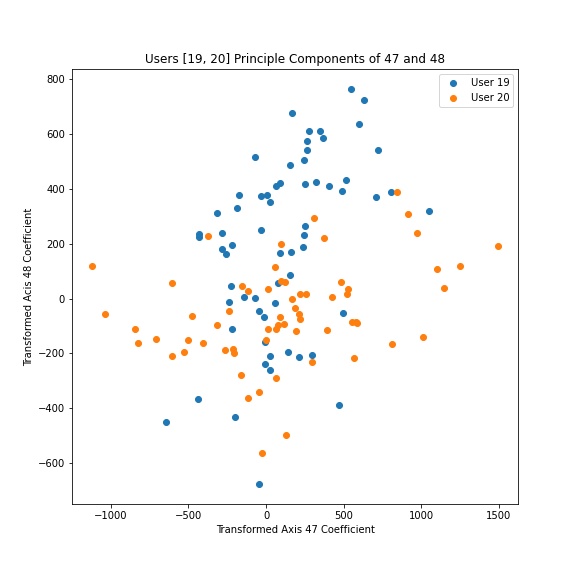 Users [19, 20] Principle Components of 47 and 48
User 19
User 20
800
600
400
200
0
−200
−400
−600
Transformed Acis 48 Coefficient
−1000
−500
0
500
1000
1500
Transformed Axis 47 Coefficient